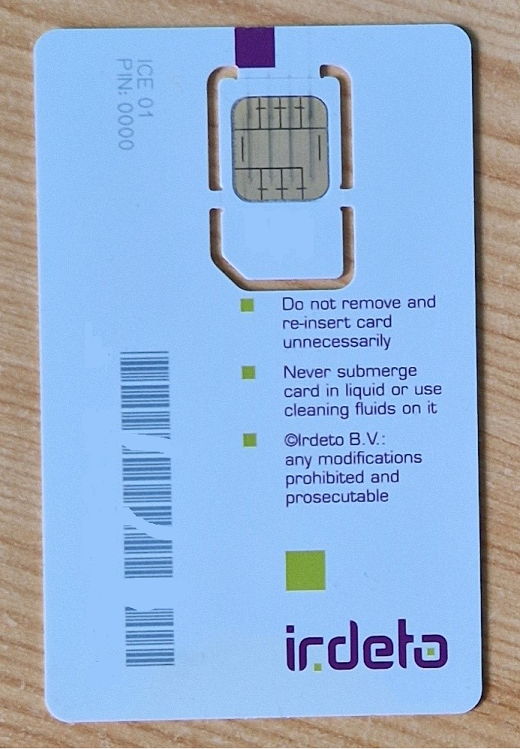 ICE 01
PIN: 0000
Do not remove and
re-insert card
unnecessarily
Never submerge
card in liquid or use
cleaning fluids on it
©Irdeto B.V.:
any modifications
prohibited and
prosecutable
irdeto